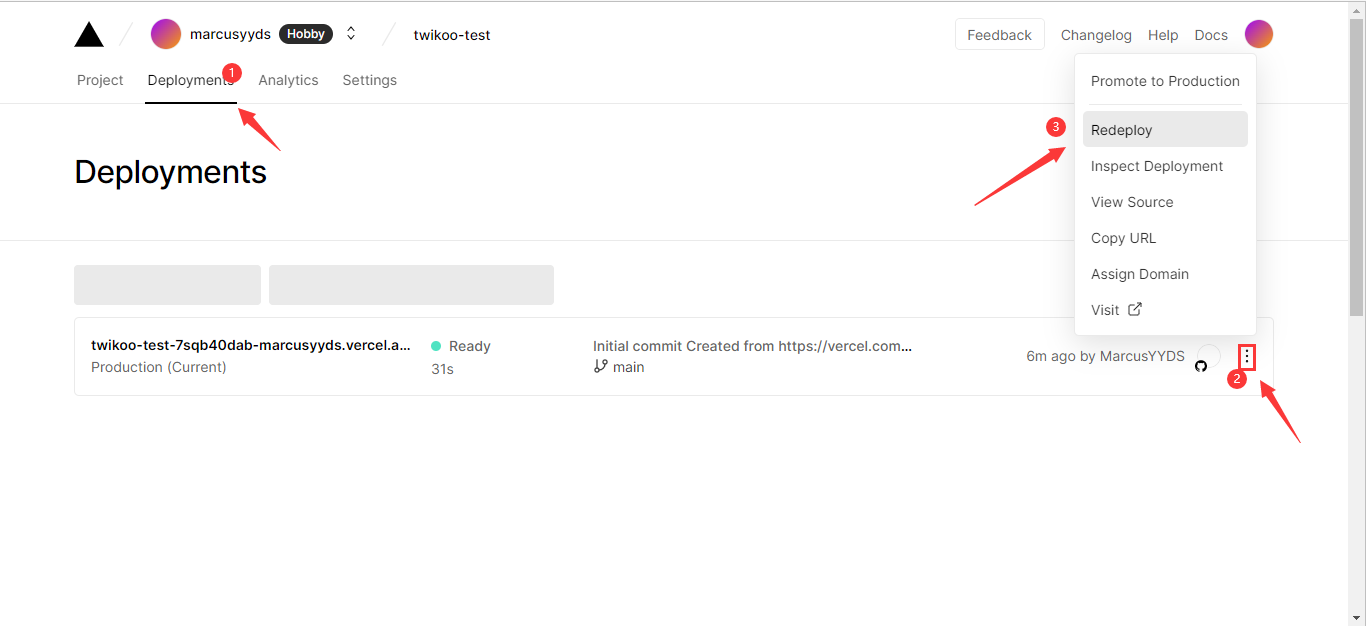 marcusyyds Hobby twikoo-test Feedback Changelog Help Docs
Project Deployments 1 Analytics Settings
Promote to Production
3 Redeploy
Inspect Deployment
View Source
Copy URL
Assign Domain
Visit
Deployments
twikoo-test-7sqb40dab-marcusyyds.vercel.a... Ready Initial commit Created from https://vercel.com... 6m ago by MarcusYYDS
Production (Current) 31s main
2